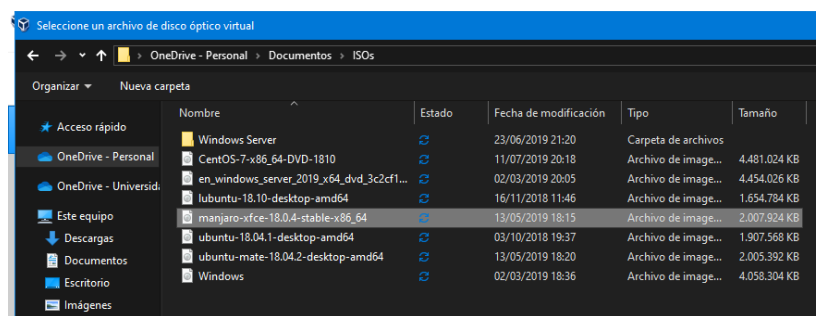 Seleccione un archivo de disco óptico virtual
OneDrive - Personal > Documentos > ISOs
Organizar Nueva carpeta
Nombre Estado Fecha de modificación Tipo Tamaño
Acceso rápido
OneDrive - Personal
OneDrive - Universid
Este equipo
Descargas
Documentos
Escritorio
Imágenes
Windows Server 23/06/2019 21:20 Carpeta de archivos
CentOS-7-x86_64-DVD-1810 11/07/2019 20:18 Archivo de image... 4.481.024 KB
en_windows_server_2019_x64_dvd_3c2cf1... 02/03/2019 20:05 Archivo de image... 4.454.026 KB
lubuntu-18.10-desktop-amd64 16/11/2018 11:46 Archivo de image... 1.654.784 KB
manjaro-xfce-18.0.4-stable-x86_64 13/05/2019 18:15 Archivo de image... 2.007.924 KB
ubuntu-18.04.1-desktop-amd64 03/10/2018 19:37 Archivo de image... 1.907.568 KB
ubuntu-mate-18.04.2-desktop-amd64 13/05/2019 18:20 Archivo de image... 2.005.392 KB
Windows 02/03/2019 18:36 Archivo de image... 4.058.304 KB